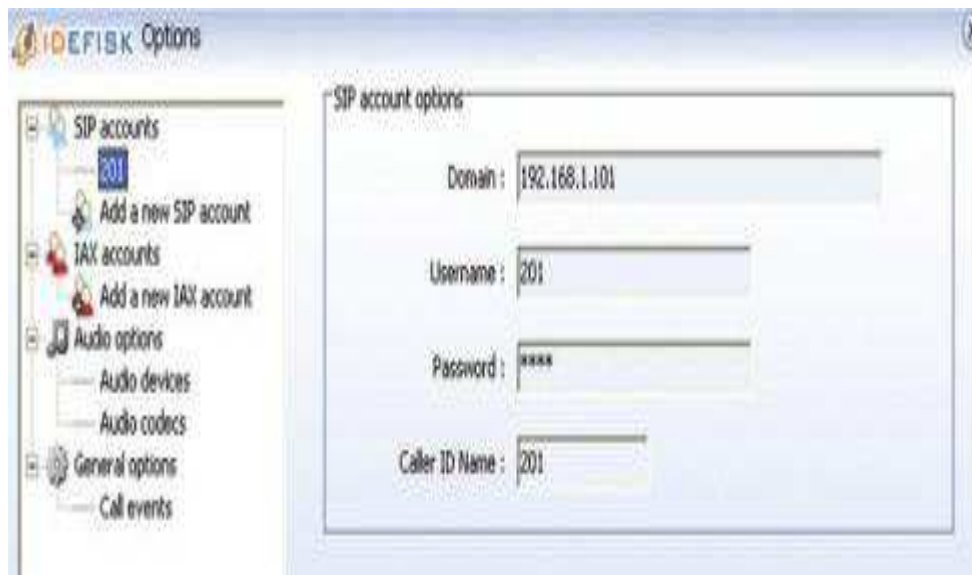 IDEFISK Options
SIP accounts
201
Add a new SIP account
IAX accounts
Add a new IAX account
Audio options
Audio devices
Audio codecs
General options
Call events
SIP account options
Domain : 192.168.1.101
Username : 201
Password : ****
Caller ID Name : 201